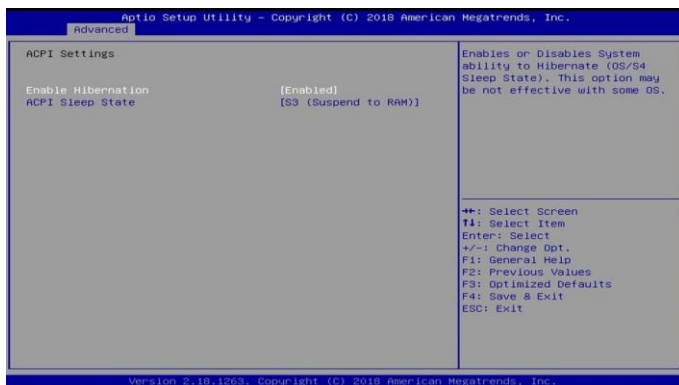 Aptio Setup Utility – Copyright (C) 2018 American Megatrends, Inc.
Advanced
ACPI Settings
Enable Hibernation [Enabled]
ACPI Sleep State [S3 (Suspend to RAM)]
Enables or Disables System
ability to Hibernate (OS/S4
Sleep State). This option may
be not effective with some OS.
→←: Select Screen
↑↓: Select Item
Enter: Select
+/-: Change Opt.
F1: General Help
F2: Previous Values
F3: Optimized Defaults
F4: Save & Exit
ESC: Exit
Version 2.18.1263. Copyright (C) 2018 American Megatrends, Inc.